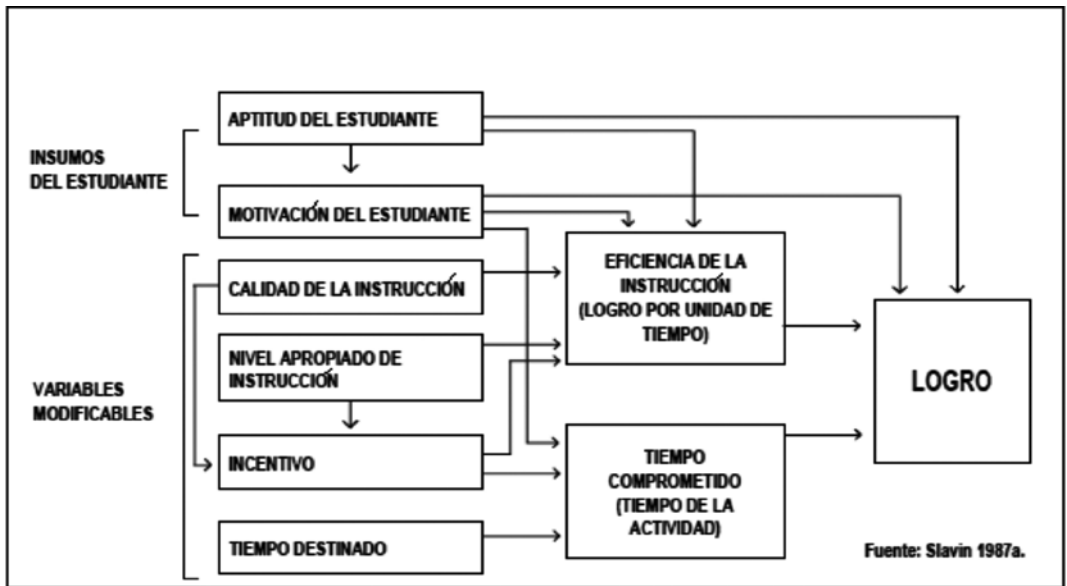 INSUMOS
DEL ESTUDIANTE
APTITUD DEL ESTUDIANTE
MOTIVACIÓN DEL ESTUDIANTE
VARIABLES
MODIFICABLES
CALIDAD DE LA INSTRUCCIÓN
NIVEL APROPIADO DE
INSTRUCCIÓN
INCENTIVO
TIEMPO DESTINADO
EFICIENCIA DE LA
INSTRUCCIÓN
(LOGRO POR UNIDAD DE
TIEMPO)
TIEMPO
COMPROMETIDO
(TIEMPO DE LA
ACTIVIDAD)
LOGRO
Fuente: Slavin 1987a.